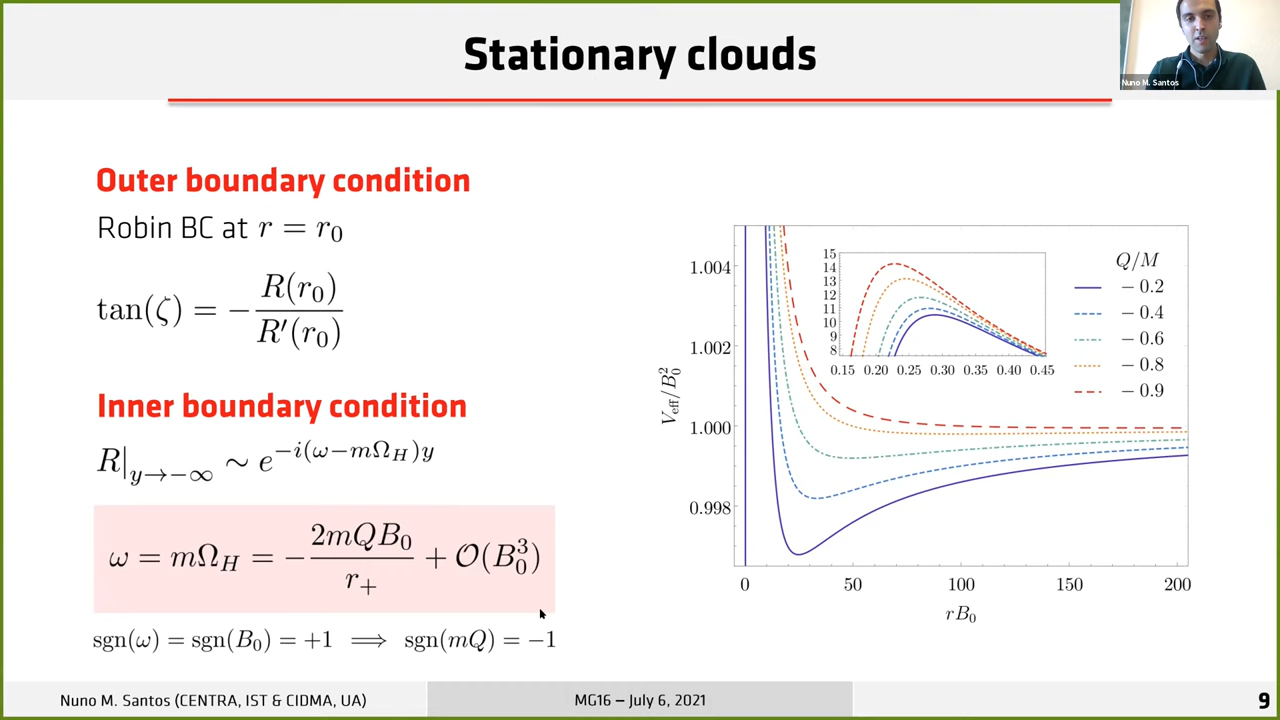 Stationary clouds
Nuno M. Santos
Outer boundary condition
Robin BC at r = r₀
tan(ζ) = − R(r₀) / R′(r₀)
Inner boundary condition
R|_{y→−∞} ∼ e^{−i(ω−mΩ_H)y}
ω = mΩ_H = − 2mQB₀ / r₊ + 𝒪(B₀³)
sgn(ω) = sgn(B₀) = +1 ⟹ sgn(mQ) = −1
V_eff/B₀²
1.004
1.002
1.000
0.998
0 50 100 150 200
rB₀
15
14
13
12
11
10
9
8
0.15 0.20 0.25 0.30 0.35 0.40 0.45
Q/M
− 0.2
− 0.4
− 0.6
− 0.8
− 0.9
Nuno M. Santos (CENTRA, IST & CIDMA, UA) MG16 – July 6, 2021 9